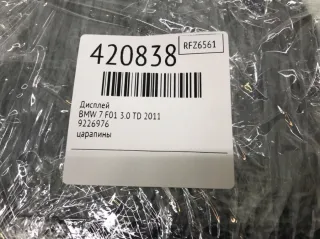 420838
RFZ6561
Дисплей
BMW 7 F01 3.0 TD 2011
9226976
царапины